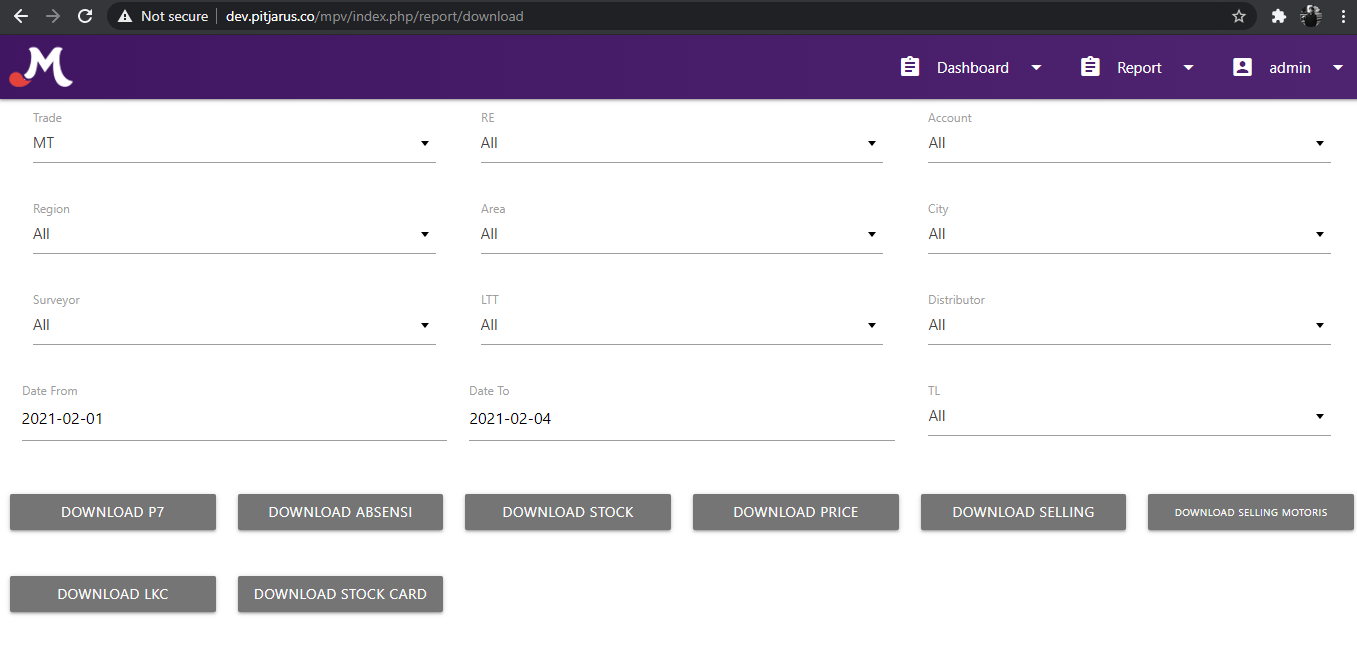 Not secure
dev.pitjarus.co/mpv/index.php/report/download
M
Dashboard
Report
admin
Trade
RE
Account
MT
All
All
Region
Area
City
All
All
All
Surveyor
LTT
Distributor
All
All
All
Date From
Date To
TL
2021-02-01
2021-02-04
All
DOWNLOAD P7
DOWNLOAD ABSENSI
DOWNLOAD STOCK
DOWNLOAD PRICE
DOWNLOAD SELLING
DOWNLOAD SELLING MOTORIS
DOWNLOAD LKC
DOWNLOAD STOCK CARD